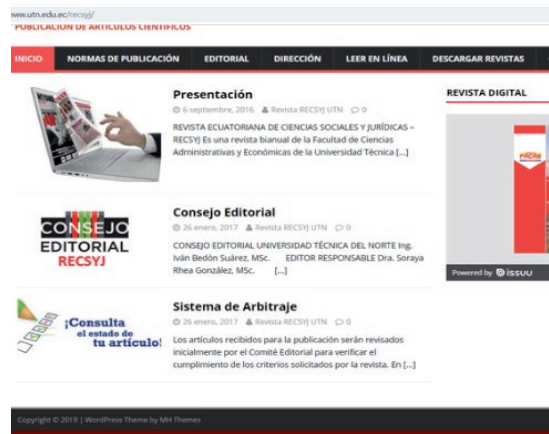 www.utn.edu.ec/recsyj/
PUBLICACIÓN DE ARTÍCULOS CIENTÍFICOS
INICIO NORMAS DE PUBLICACIÓN EDITORIAL DIRECCIÓN LEER EN LÍNEA DESCARGAR REVISTAS
Presentación
6 septiembre, 2016 Revista RECSYJ UTN 0
REVISTA ECUATORIANA DE CIENCIAS SOCIALES Y JURÍDICAS –
RECSYJ Es una revista bianual de la Facultad de Ciencias
Administrativas y Económicas de la Universidad Técnica [...]
REVISTA DIGITAL
FACAE
Powered by issuu
CONSEJO
EDITORIAL
RECSYJ
Consejo Editorial
26 enero, 2017 Revista RECSYJ UTN 0
CONSEJO EDITORIAL UNIVERSIDAD TÉCNICA DEL NORTE Ing.
Iván Bedón Suárez, MSc. EDITOR RESPONSABLE Dra. Soraya
Rhea González, MSc. [...]
¡Consulta
el estado de
tu artículo!
Sistema de Arbitraje
26 enero, 2017 Revista RECSYJ UTN 0
Los artículos recibidos para la publicación serán revisados
inicialmente por el Comité Editorial para verificar el
cumplimiento de los criterios solicitados por la revista. En [...]
Copyright © 2019 | WordPress Theme by MH Themes